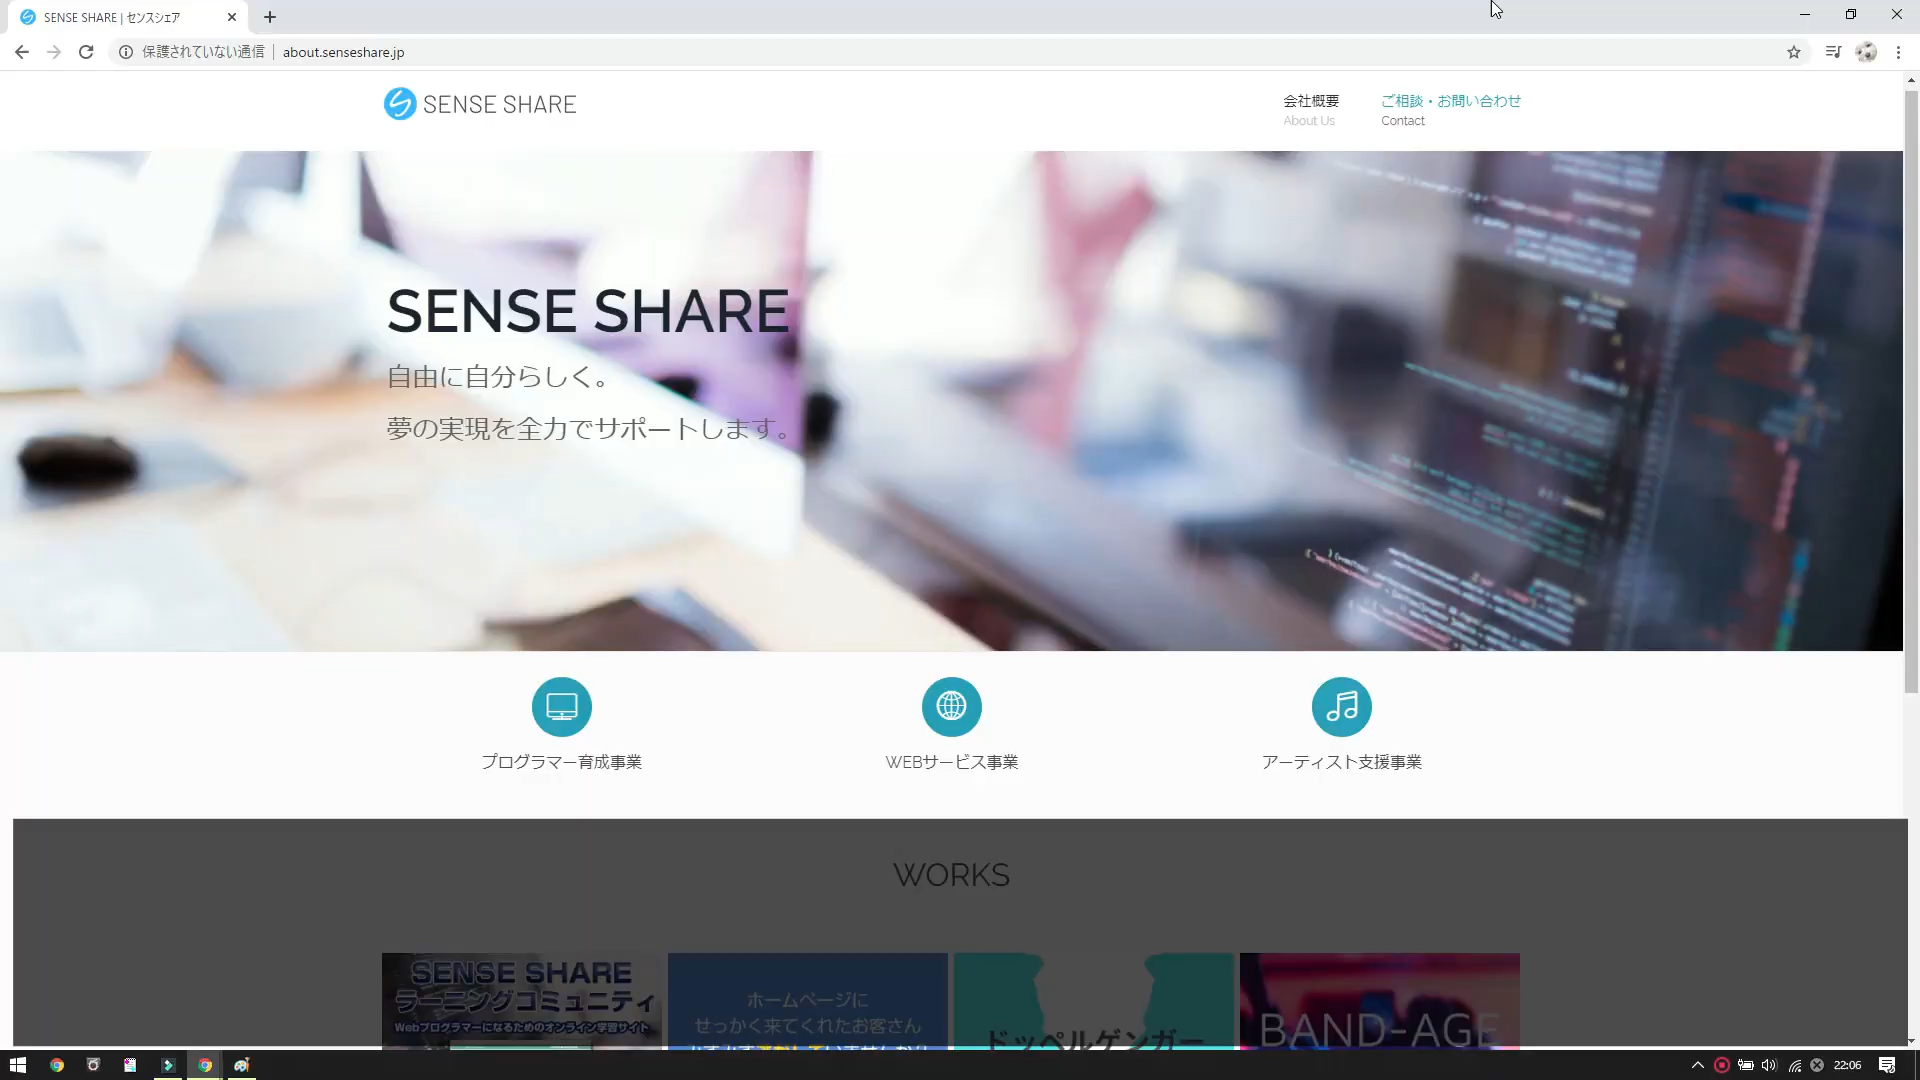 SENSE SHARE | センスシェア
保護されていない通信 | about.senseshare.jp
SENSE SHARE
会社概要
About Us
ご相談・お問い合わせ
Contact
SENSE SHARE
自由に自分らしく。
夢の実現を全力でサポートします。
プログラマー育成事業
WEBサービス事業
アーティスト支援事業
WORKS
SENSE SHARE
ラーニングコミュニティ
Webプログラマーになるためのオンライン学習サイト
ホームページに
せっかく来てくれたお客さん
ドッペルゲンガー
BAND-AGE
22:06